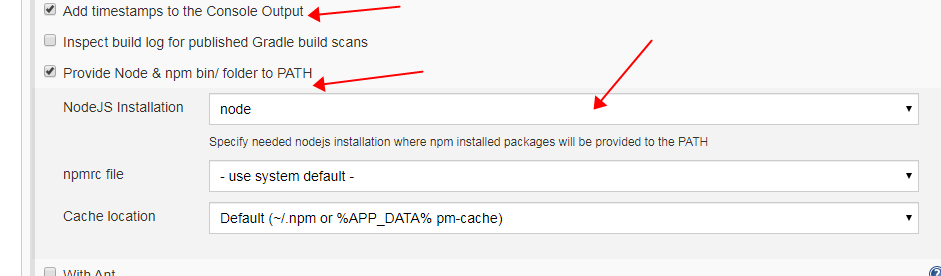 Add timestamps to the Console Output
Inspect build log for published Gradle build scans
Provide Node & npm bin/ folder to PATH
NodeJS Installation
node
Specify needed nodejs installation where npm installed packages will be provided to the PATH
npmrc file
- use system default -
Cache location
Default (~/.npm or %APP_DATA% pm-cache)
With Ant